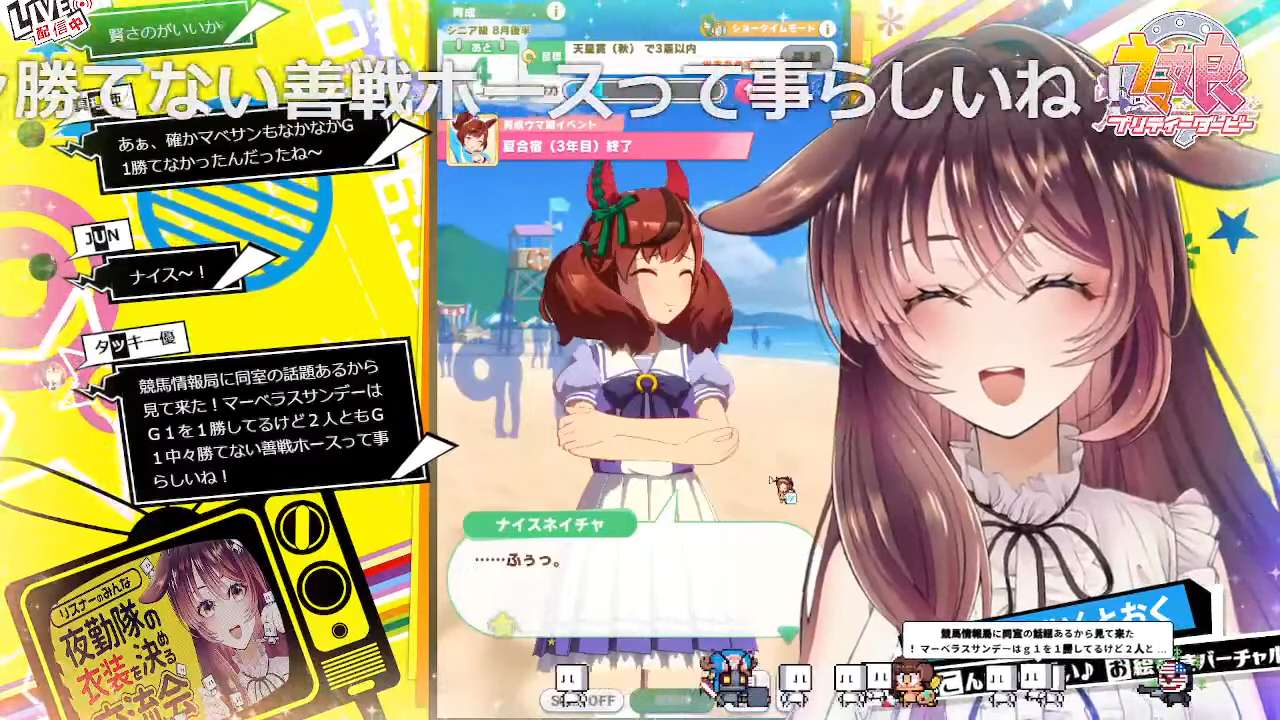 LIVE
配信中
賢さのがいいか
勝てない善戦ホースって事らしいね!
あぁ、確かマベサンもなかなかG
1勝てなかったんだったね〜
JUN
ナイス〜!
タッキー優
競馬情報局に同室の話題あるから
見て来た!マーベラスサンデーは
G1を1勝してるけど2人ともG
1中々勝てない善戦ホースって事
らしいね!
リスナーのみんな
夜勤隊の
衣装を決める
交流会
育成
シニア級 8月後半
あと
目標
天皇賞(秋)で3着以内
ショータイムモード
育成ウマ娘イベント
夏合宿(3年目)終了
ナイスネイチャ
……ふぅっ。
ウマ娘
プリティーダービー
競馬情報局に同室の話題あるから見て来た
!マーベラスサンデーはg1を1勝してるけど2人と...
とおく
こん
い♪ お絵
きバーチャル